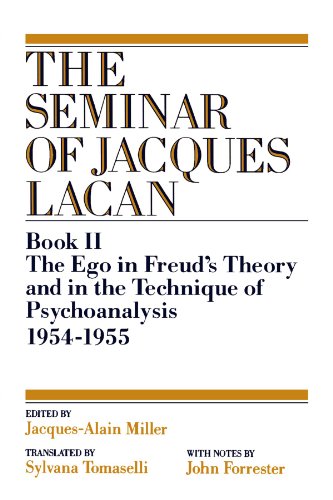 THE
SEMINAR
OF JACQUES
LACAN
Book II
The Ego in Freud's Theory
and in the Technique of
Psychoanalysis
1954-1955
EDITED BY
Jacques-Alain Miller
TRANSLATED BY
Sylvana Tomaselli
WITH NOTES BY
John Forrester